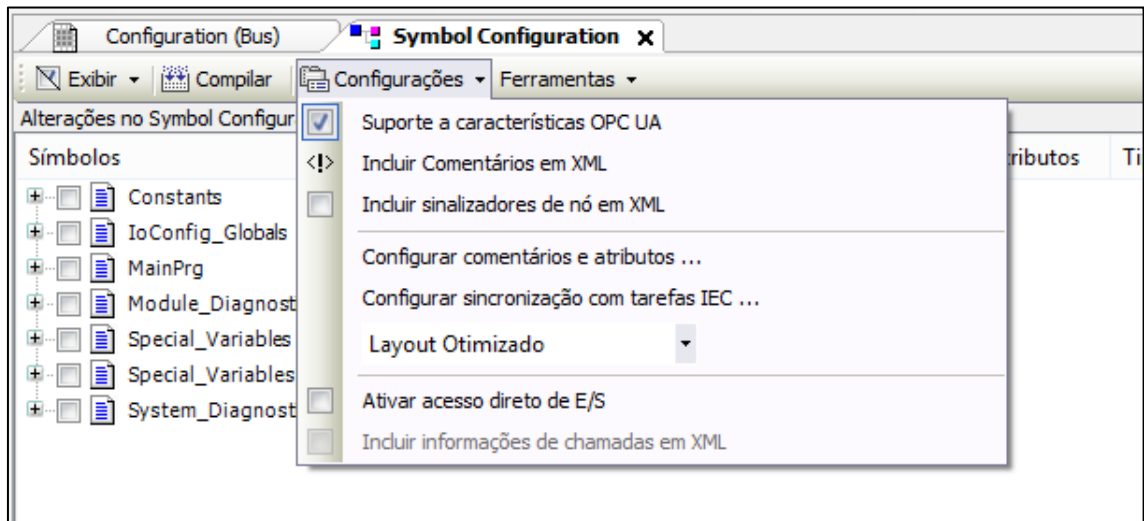 Configuration (Bus) Symbol Configuration x
Exibir Compilar Configurações Ferramentas
Alterações no Symbol Configur
Símbolos ributos Ti
Constants
IoConfig_Globals
MainPrg
Module_Diagnost
Special_Variables
Special_Variables
System_Diagnost
Suporte a características OPC UA
<!> Incluir Comentários em XML
Incluir sinalizadores de nó em XML
Configurar comentários e atributos ...
Configurar sincronização com tarefas IEC ...
Layout Otimizado
Ativar acesso direto de E/S
Incluir informações de chamadas em XML